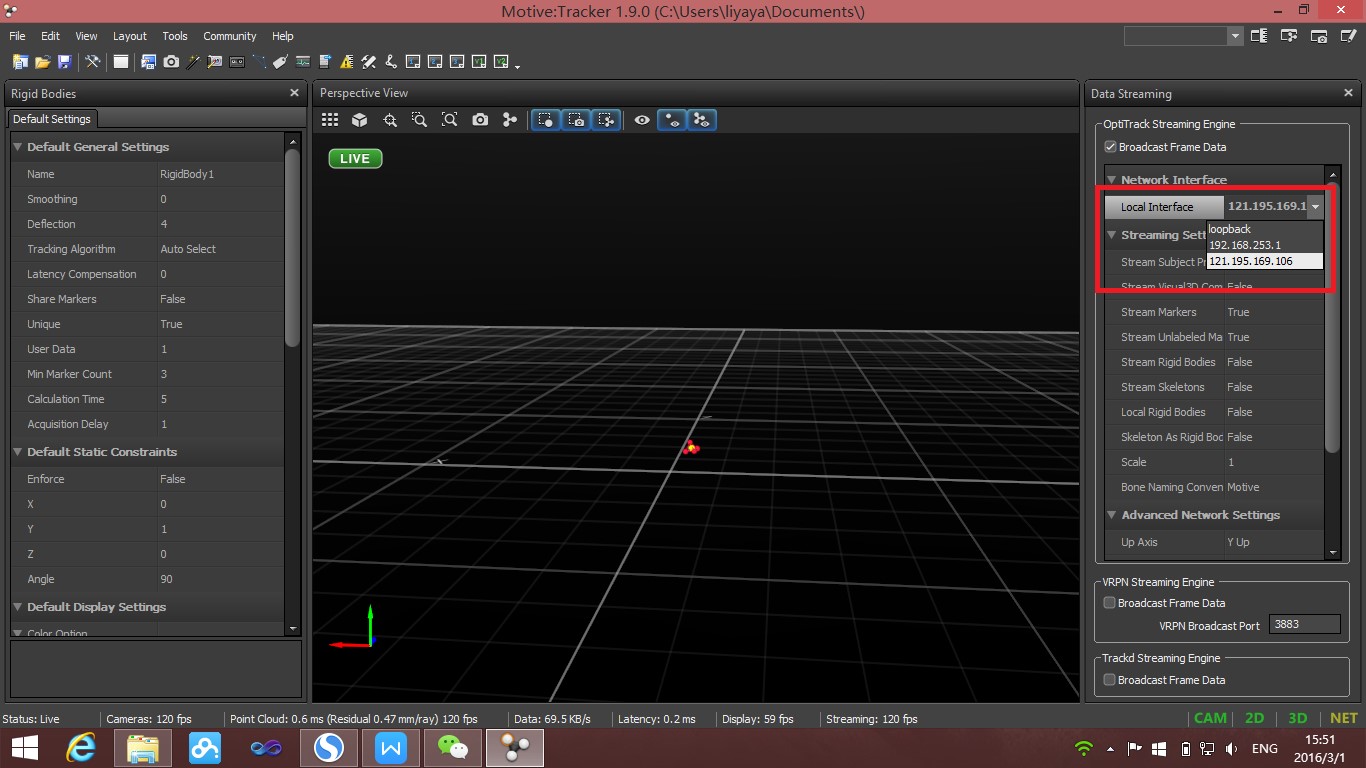 Motive:Tracker 1.9.0 (C:\Users\liyaya\Documents\)
File Edit View Layout Tools Community Help
Rigid Bodies
Default Settings
Default General Settings
Name RigidBody1
Smoothing 0
Deflection 4
Tracking Algorithm Auto Select
Latency Compensation 0
Share Markers False
Unique True
User Data 1
Min Marker Count 3
Calculation Time 5
Acquisition Delay 1
Default Static Constraints
Enforce False
X 0
Y 1
Z 0
Angle 90
Default Display Settings
Color Option
Perspective View
LIVE
Data Streaming
OptiTrack Streaming Engine
Broadcast Frame Data
Network Interface
Local Interface 121.195.169.1
loopback
192.168.253.1
121.195.169.106
Streaming Sett
Stream Subject Pr
Stream Visual3D Com False
Stream Markers True
Stream Unlabeled Ma True
Stream Rigid Bodies False
Stream Skeletons False
Local Rigid Bodies False
Skeleton As Rigid Boc False
Scale 1
Bone Naming Conven Motive
Advanced Network Settings
Up Axis Y Up
VRPN Streaming Engine
Broadcast Frame Data
VRPN Broadcast Port 3883
Trackd Streaming Engine
Broadcast Frame Data
Status: Live Cameras: 120 fps Point Cloud: 0.6 ms (Residual 0.47 mm/ray) 120 fps Data: 69.5 KB/s Latency: 0.2 ms Display: 59 fps Streaming: 120 fps CAM 2D 3D NET
ENG
15:51
2016/3/1